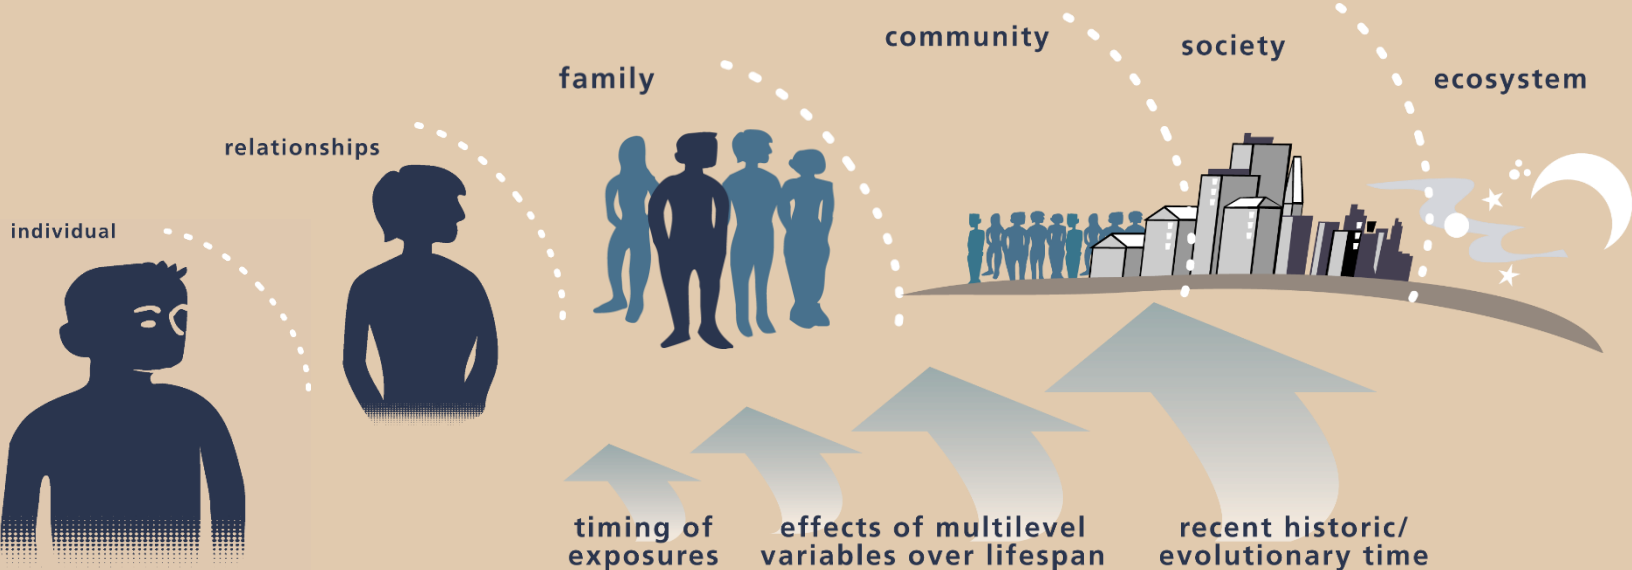 individual
relationships
family
community
society
ecosystem
timing of
exposures
effects of multilevel
variables over lifespan
recent historic/
evolutionary time